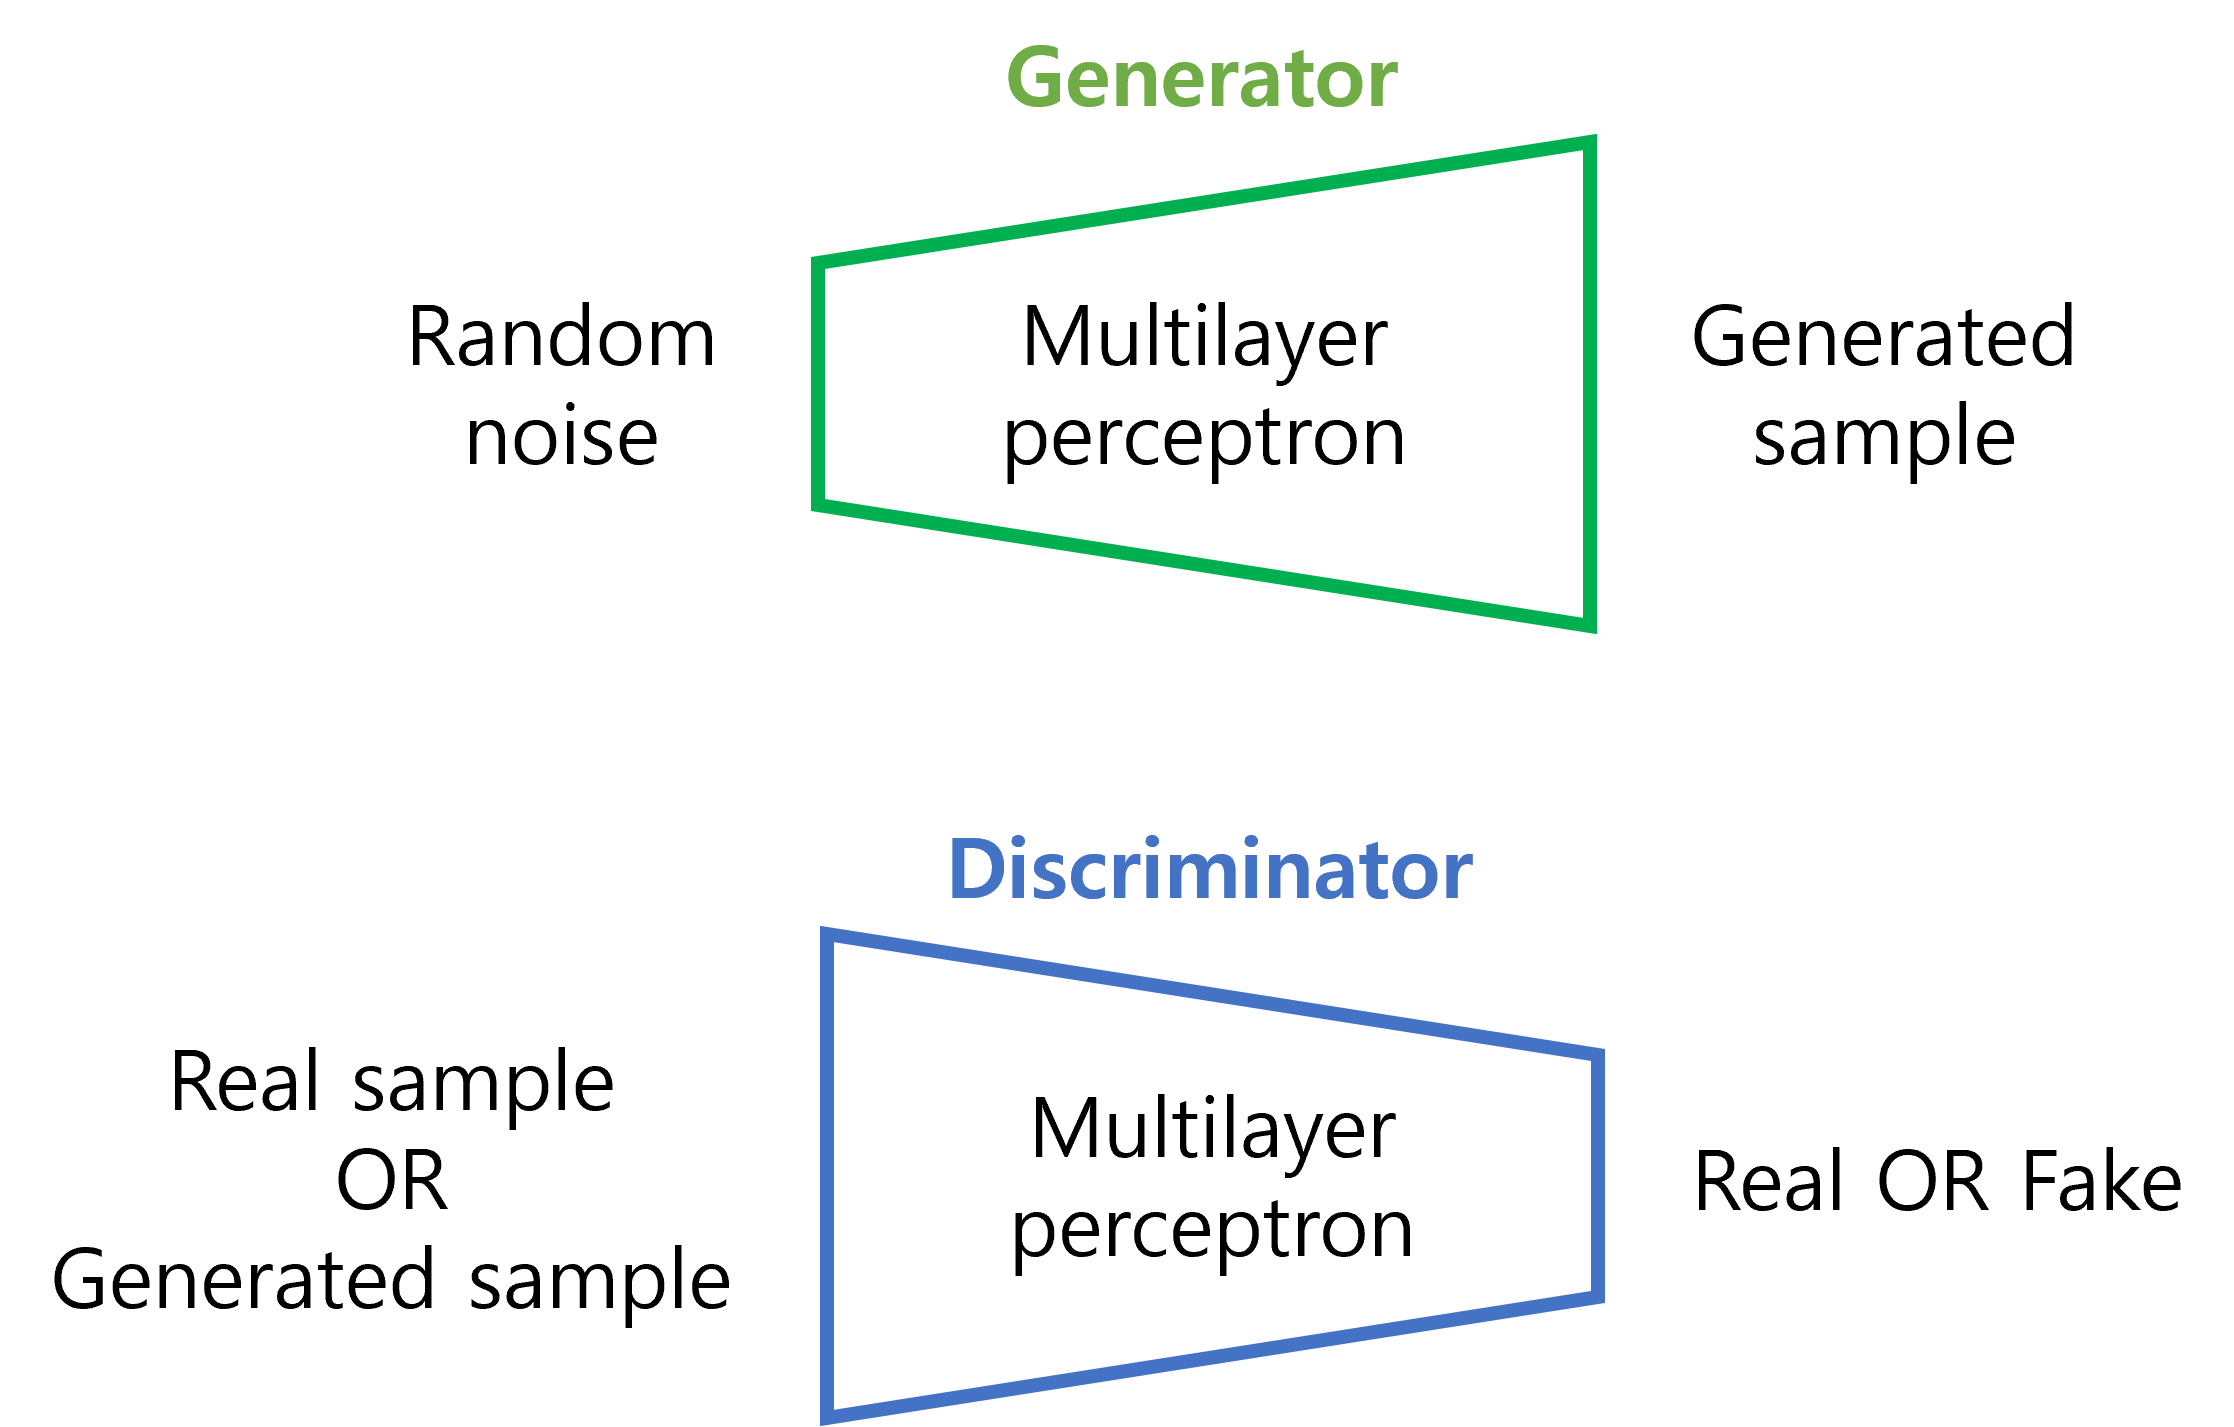 Generator
Random
noise
Multilayer
perceptron
Generated
sample
Discriminator
Real sample
OR
Generated sample
Multilayer
perceptron
Real OR Fake